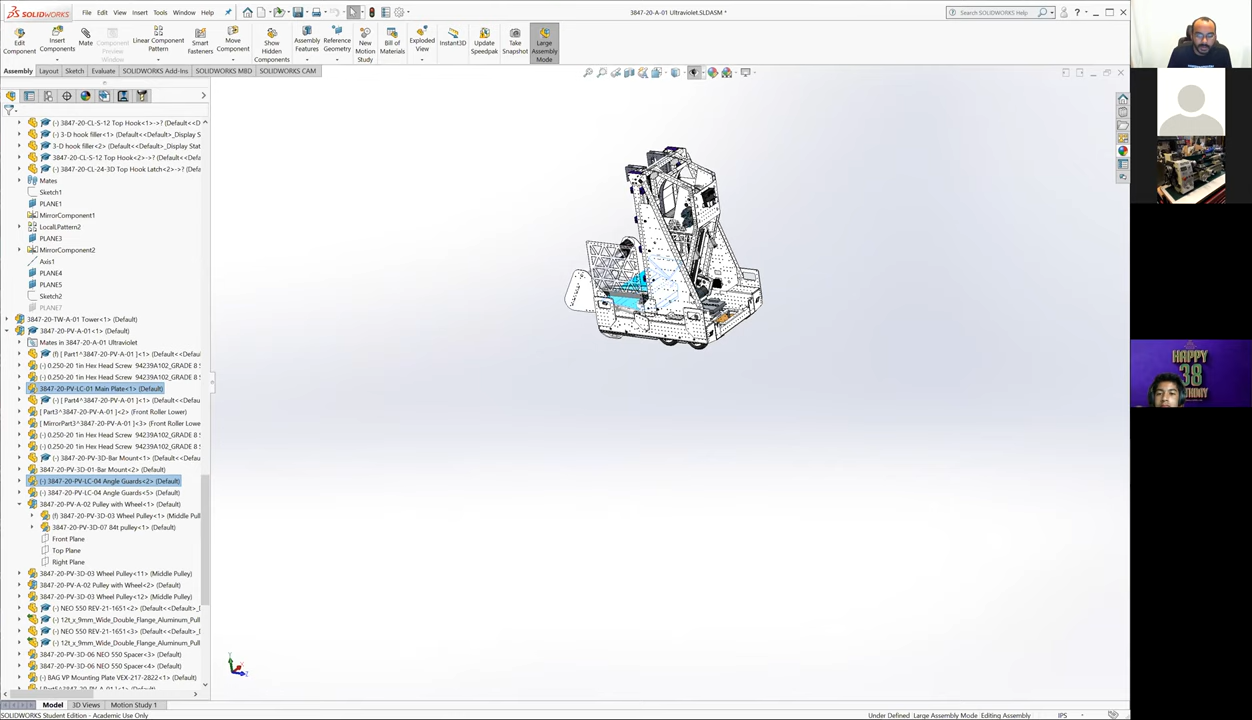 SOLIDWORKS File Edit View Insert Tools Window Help
3847-20-A-01 Ultraviolet.SLDASM *
Search SOLIDWORKS Help
Edit Component
Insert Components
Mate
Component Preview Window
Linear Component Pattern
Smart Fasteners
Move Component
Show Hidden Components
Assembly Features
Reference Geometry
New Motion Study
Bill of Materials
Exploded View
Instant3D
Update Speedpak
Take Snapshot
Large Assembly Mode
Assembly Layout Sketch Evaluate SOLIDWORKS Add-Ins SOLIDWORKS MBD SOLIDWORKS CAM
(-) 3847-20-CL-S-12 Top Hook<1>->? (Default<<Def
(-) 3-D hook filler<1> (Default<<Default>_Display S
3-D hook filler<2> (Default<<Default>_Display Stat
3847-20-CL-S-12 Top Hook<2>->? (Default<<Defa
(-) 3847-20-CL-24-3D Top Hook Latch<2>->? (Defa
Mates
Sketch1
PLANE1
MirrorComponent1
LocalLPattern2
PLANE3
MirrorComponent2
Axis1
PLANE4
PLANE5
Sketch2
PLANE7
3847-20-TW-A-01 Tower<1> (Default)
3847-20-PV-A-01<1> (Default)
Mates in 3847-20-A-01 Ultraviolet
(f) [ Part1^3847-20-PV-A-01 ]<1> (Default<<Defau
(-) 0.250-20 1in Hex Head Screw 94239A102_GRADE 8 S
(-) 0.250-20 1in Hex Head Screw 94239A102_GRADE 8 S
3847-20-PV-LC-01 Main Plate<1> (Default)
(-) [ Part4^3847-20-PV-A-01 ]<1> (Default<<Defau
[ Part3^3847-20-PV-A-01 ]<2> (Front Roller Lower)
[ MirrorPart3^3847-20-PV-A-01 ]<3> (Front Roller Lowe
(-) 0.250-20 1in Hex Head Screw 94239A102_GRADE 8 S
(-) 0.250-20 1in Hex Head Screw 94239A102_GRADE 8 S
(-) 3847-20-PV-3D-Bar Mount<1> (Default<<Defau
3847-20-PV-3D-01-Bar Mount<2> (Default)
(-) 3847-20-PV-LC-04 Angle Guards<2> (Default)
(-) 3847-20-PV-LC-04 Angle Guards<5> (Default)
3847-20-PV-A-02 Pulley with Wheel<1> (Default)
(f) 3847-20-PV-3D-03 Wheel Pulley<1> (Middle Pull
3847-20-PV-3D-07 84t pulley<1> (Default)
Front Plane
Top Plane
Right Plane
3847-20-PV-3D-03 Wheel Pulley<11> (Middle Pulley)
3847-20-PV-A-02 Pulley with Wheel<2> (Default)
3847-20-PV-3D-03 Wheel Pulley<12> (Middle Pulley)
(-) NEO 550 REV-21-1651<2> (Default<<Default>_D
(-) 12t_x_9mm_Wide_Double_Flange_Aluminum_Pull
(-) NEO 550 REV-21-1651<3> (Default<<Default>_D
(-) 12t_x_9mm_Wide_Double_Flange_Aluminum_Pull
3847-20-PV-3D-06 NEO 550 Spacer<3> (Default)
3847-20-PV-3D-06 NEO 550 Spacer<4> (Default)
(-) BAG VP Mounting Plate VEX-217-2822<1> (Default)
HAPPY
38
Model 3D Views Motion Study 1
SOLIDWORKS Student Edition - Academic Use Only
Under Defined Large Assembly Mode Editing Assembly IPS